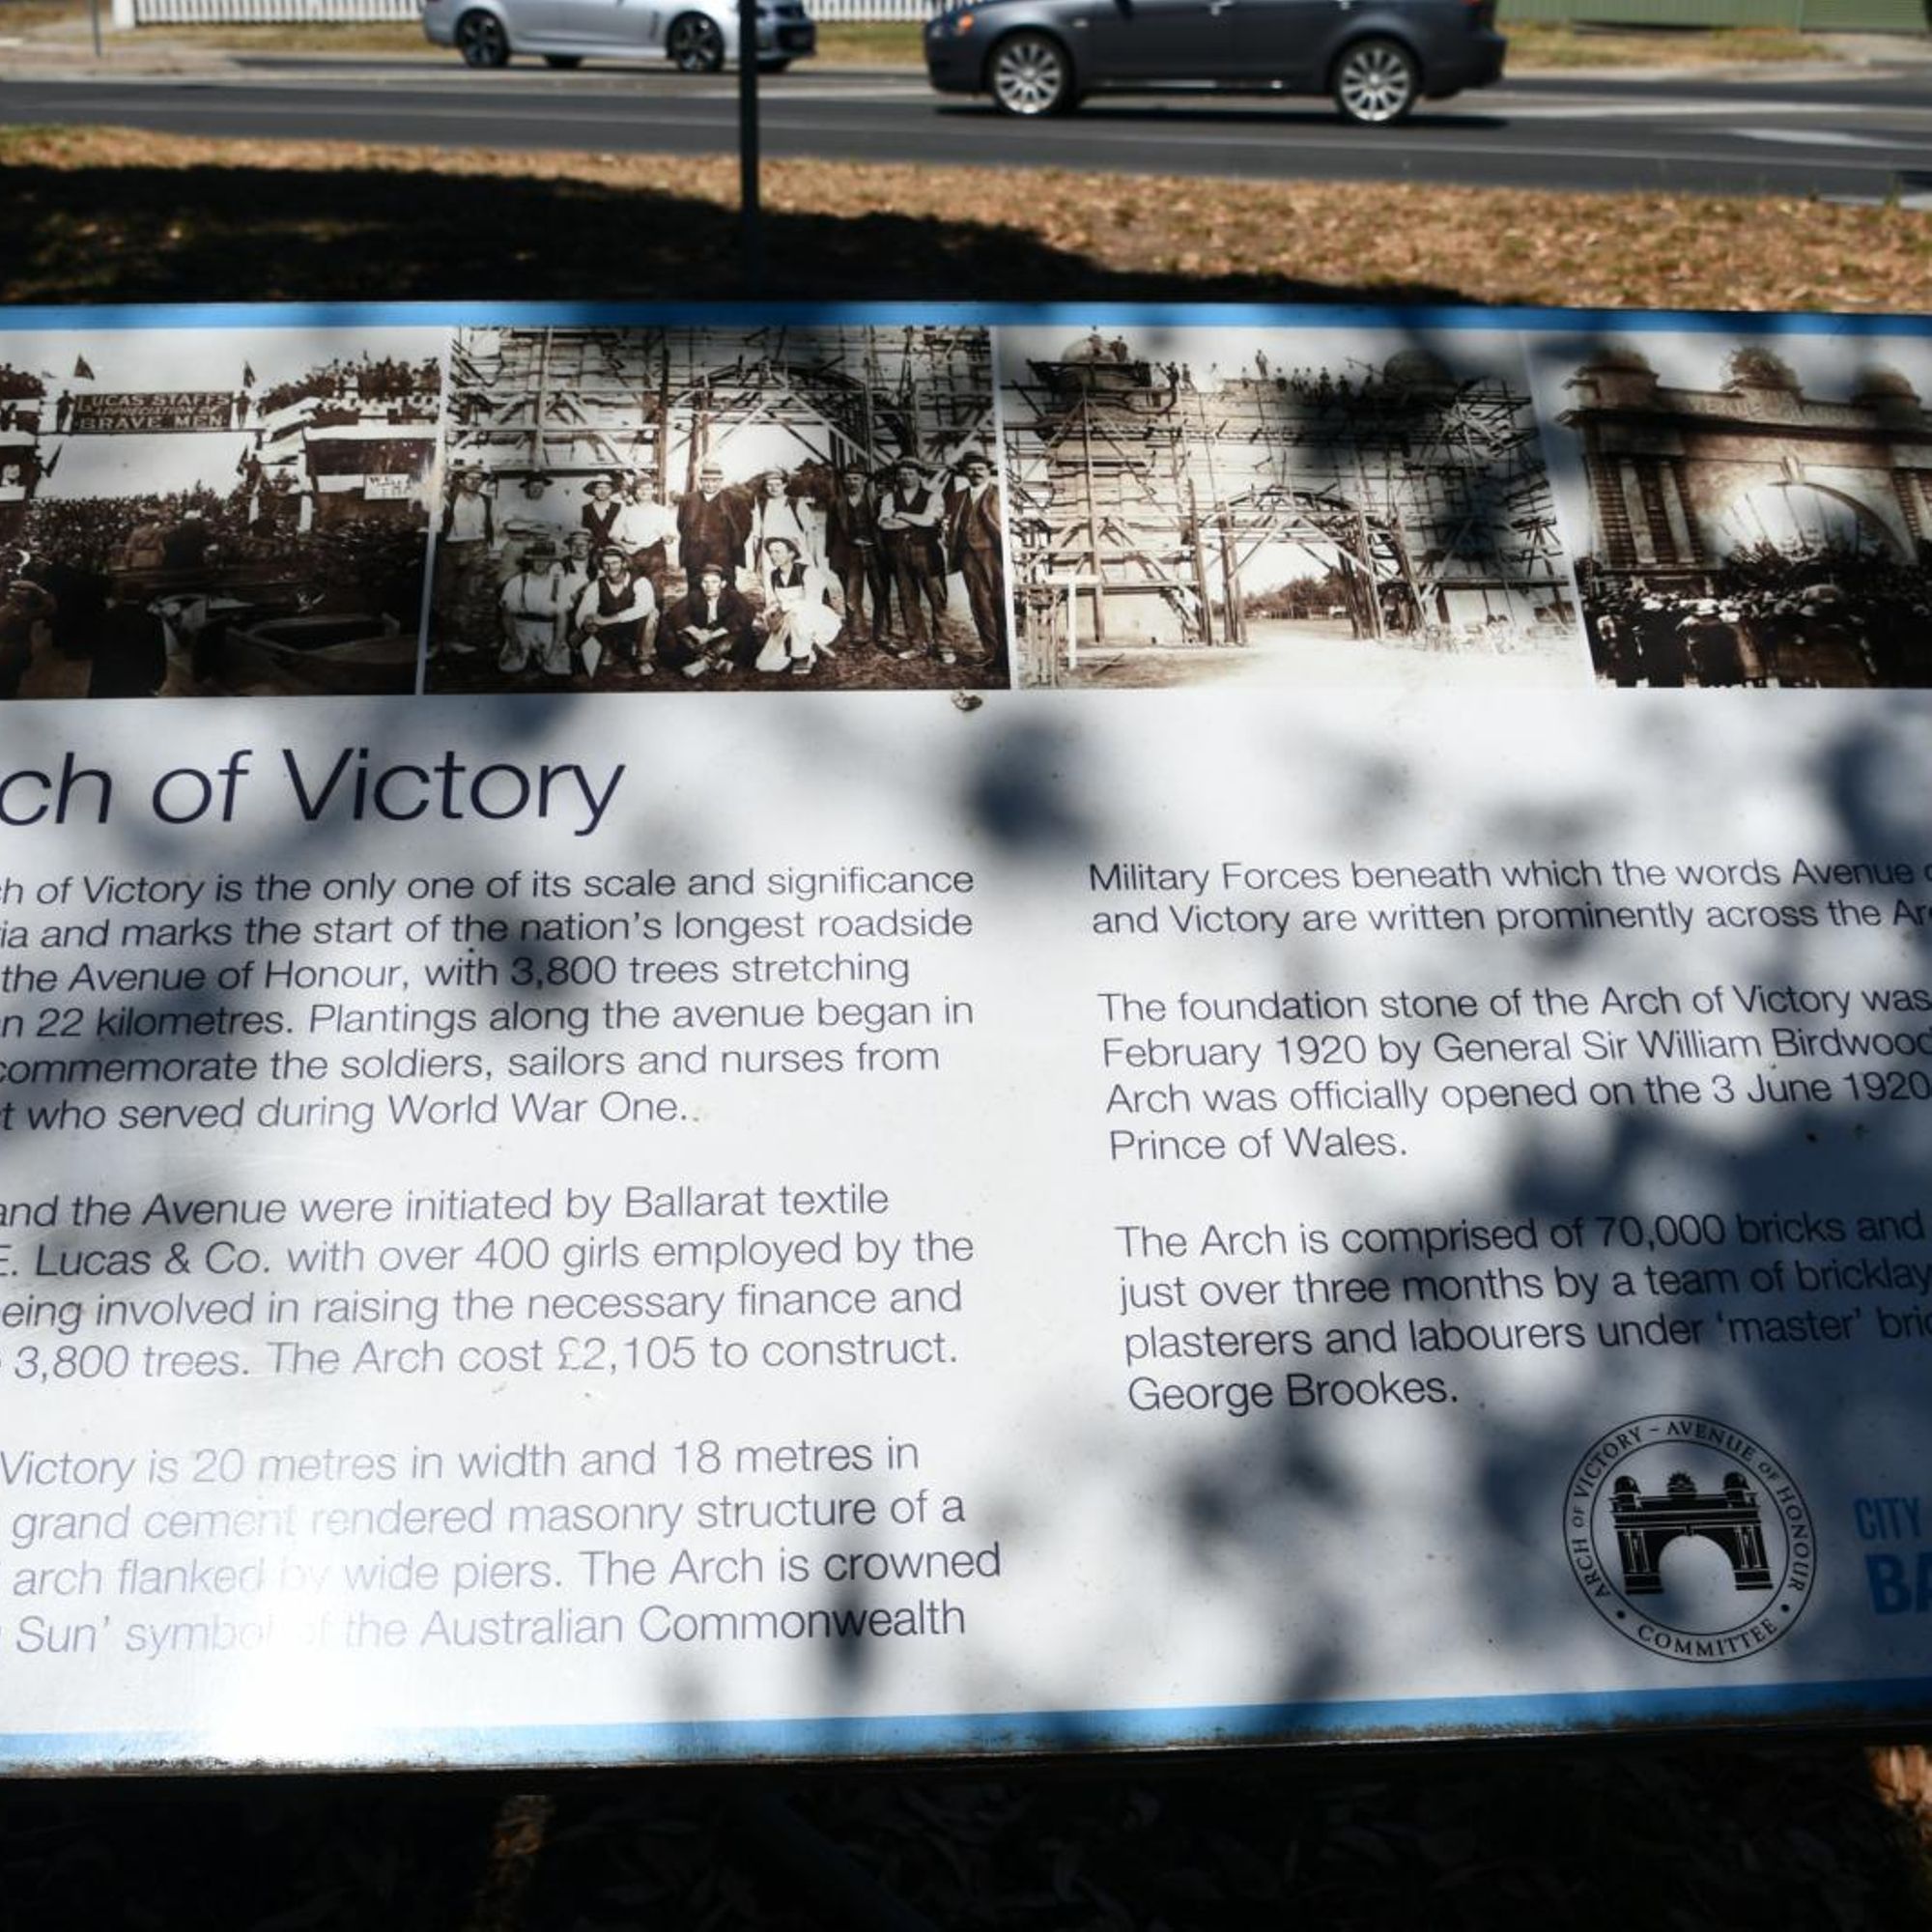 LUCAS STAFFS
APPRECIATION OF
BRAVE MEN
ch of Victory
ch of Victory is the only one of its scale and significance
ia and marks the start of the nation's longest roadside
the Avenue of Honour, with 3,800 trees stretching
n 22 kilometres. Plantings along the avenue began in
commemorate the soldiers, sailors and nurses from
t who served during World War One..
and the Avenue were initiated by Ballarat textile
E. Lucas & Co. with over 400 girls employed by the
eing involved in raising the necessary finance and
3,800 trees. The Arch cost £2,105 to construct.
Victory is 20 metres in width and 18 metres in
grand cement rendered masonry structure of a
arch flanked by wide piers. The Arch is crowned
Sun' symbol of the Australian Commonwealth
Military Forces beneath which the words Avenue
and Victory are written prominently across the Ar
The foundation stone of the Arch of Victory was
February 1920 by General Sir William Birdwood
Arch was officially opened on the 3 June 1920
Prince of Wales.
The Arch is comprised of 70,000 bricks and
just over three months by a team of bricklay
plasterers and labourers under 'master' bric
George Brookes.
ARCH OF VICTORY - AVENUE OF HONOUR
• COMMITTEE •
CITY
BA